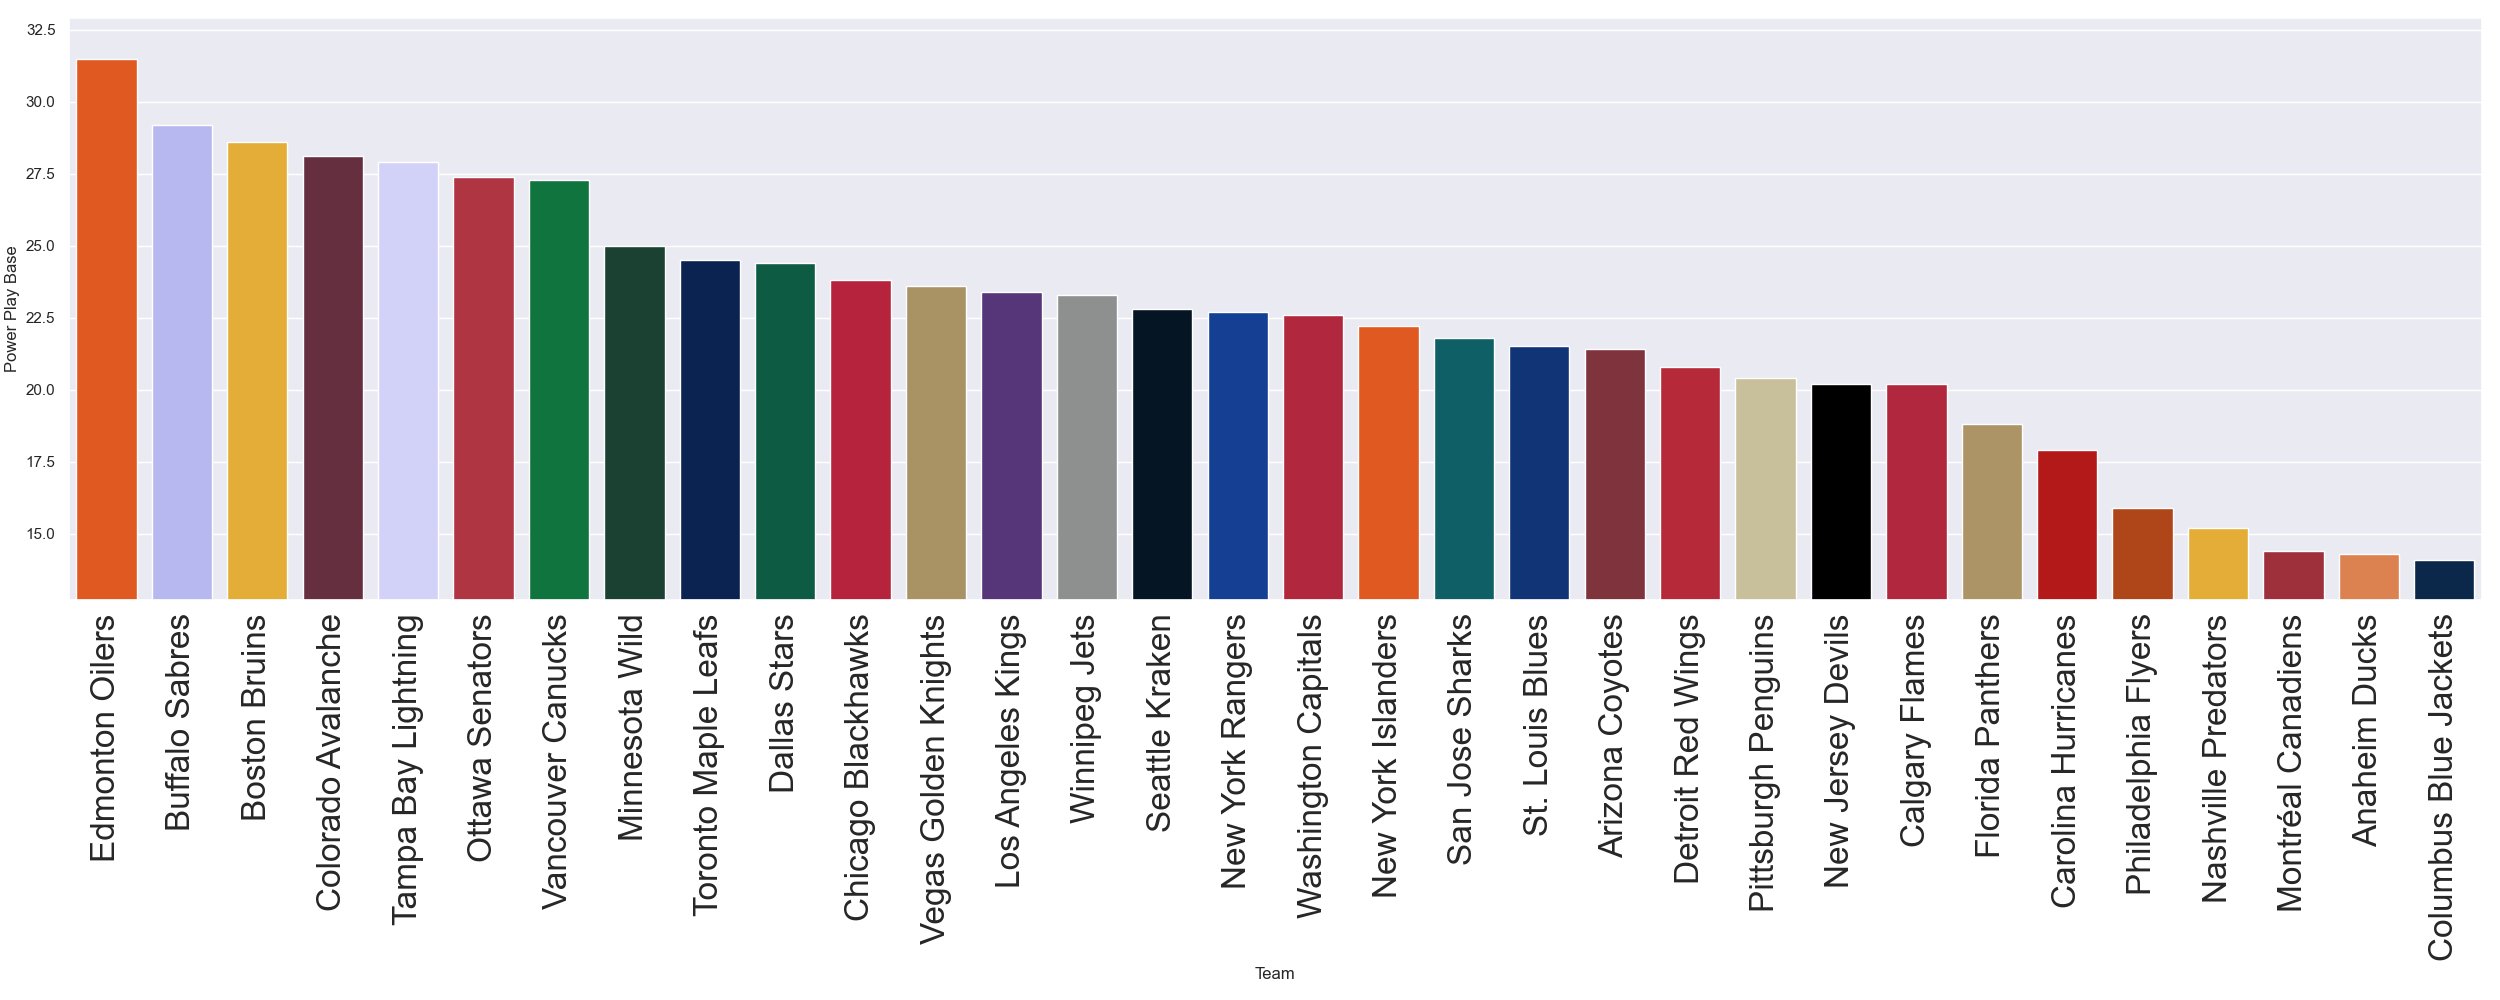 32.5
30.0
27.5
25.0
22.5
20.0
17.5
15.0
Power Play Base
Edmonton Oilers
Buffalo Sabres
Boston Bruins
Colorado Avalanche
Tampa Bay Lightning
Ottawa Senators
Vancouver Canucks
Minnesota Wild
Toronto Maple Leafs
Dallas Stars
Chicago Blackhawks
Vegas Golden Knights
Los Angeles Kings
Winnipeg Jets
Seattle Kraken
New York Rangers
Washington Capitals
New York Islanders
San Jose Sharks
St. Louis Blues
Arizona Coyotes
Detroit Red Wings
Pittsburgh Penguins
New Jersey Devils
Calgary Flames
Florida Panthers
Carolina Hurricanes
Philadelphia Flyers
Nashville Predators
Montréal Canadiens
Anaheim Ducks
Columbus Blue Jackets
Team